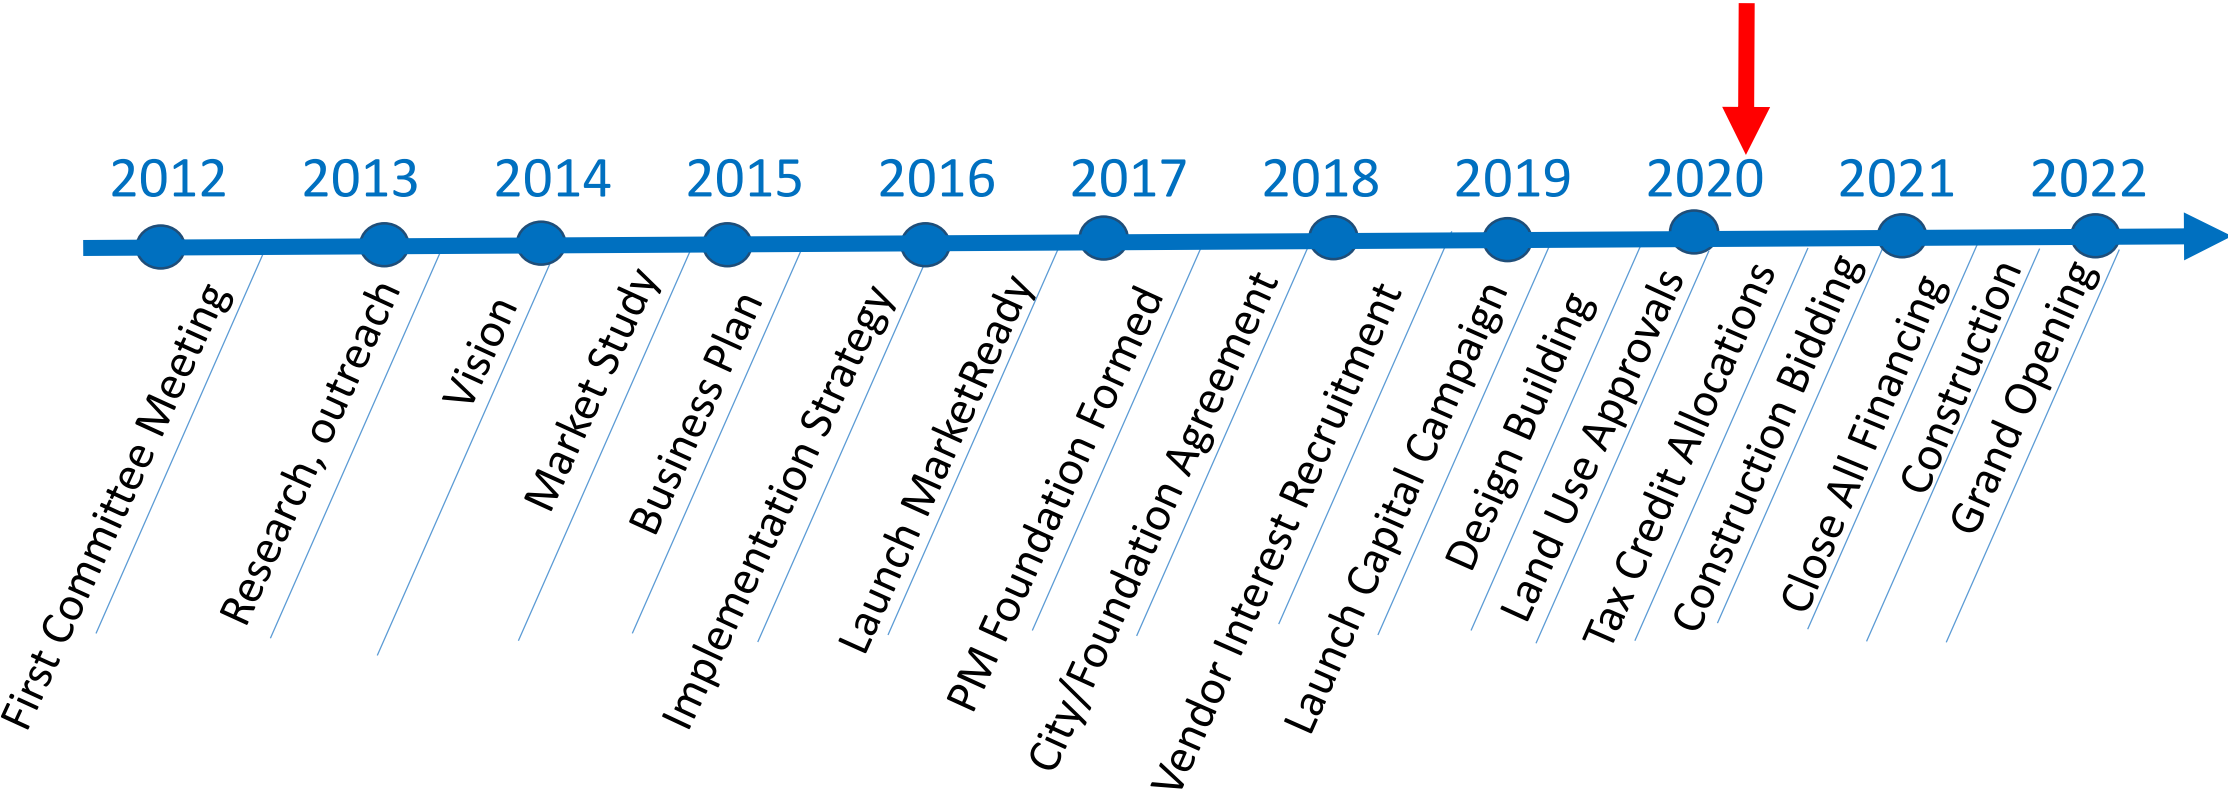 2012 2013 2014 2015 2016 2017 2018 2019 2020 2021 2022
First Committee Meeting
Research, outreach
Vision
Market Study
Business Plan
Implementation Strategy
Launch MarketReady
PM Foundation Formed
City/Foundation Agreement
Vendor Interest Recruitment
Launch Capital Campaign
Design Building
Land Use Approvals
Tax Credit Allocations
Construction Bidding
Close All Financing
Construction
Grand Opening